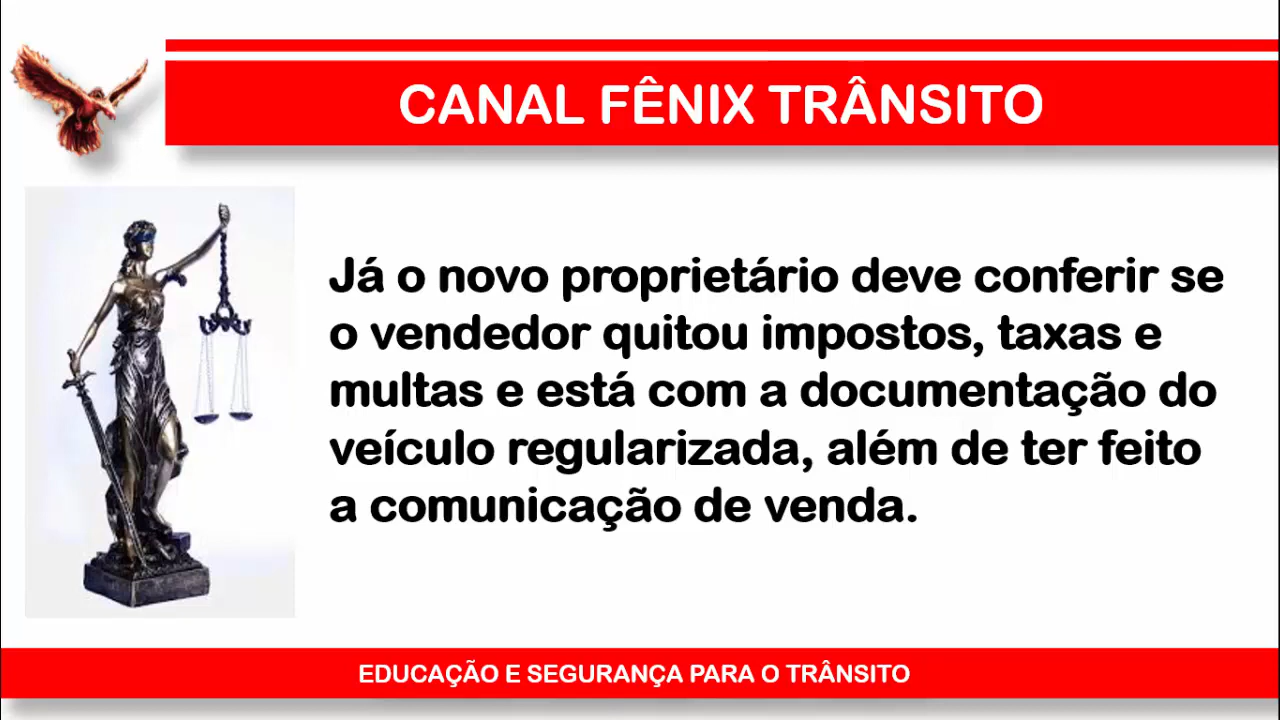 CANAL FÊNIX TRÂNSITO
Já o novo proprietário deve conferir se
o vendedor quitou impostos, taxas e
multas e está com a documentação do
veículo regularizada, além de ter feito
a comunicação de venda.
EDUCAÇÃO E SEGURANÇA PARA O TRÂNSITO